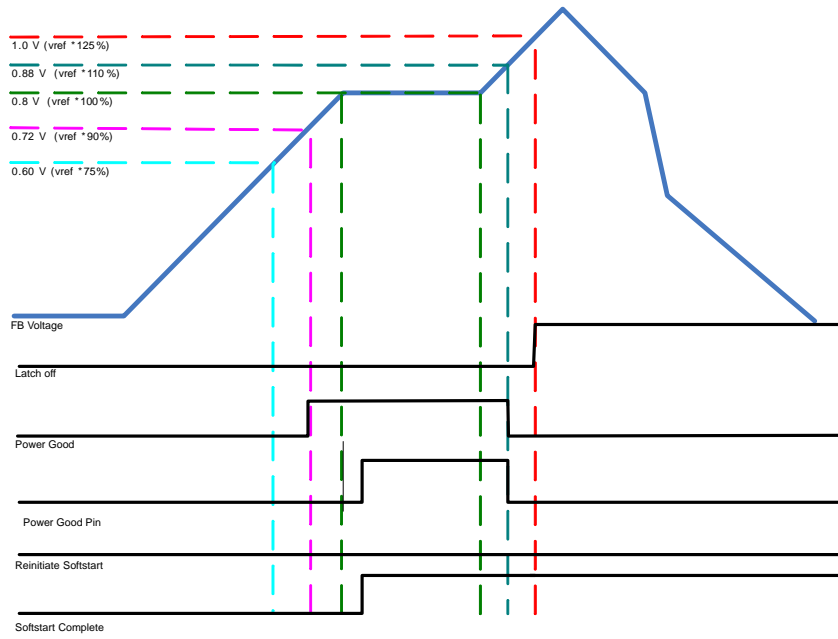 1.0 V (vref *125%)
0.88 V (vref *110%)
0.8 V (vref *100%)
0.72 V (vref *90%)
0.60 V (vref *75%)
FB Voltage
Latch off
Power Good
Power Good Pin
Reinitiate Softstart
Softstart Complete